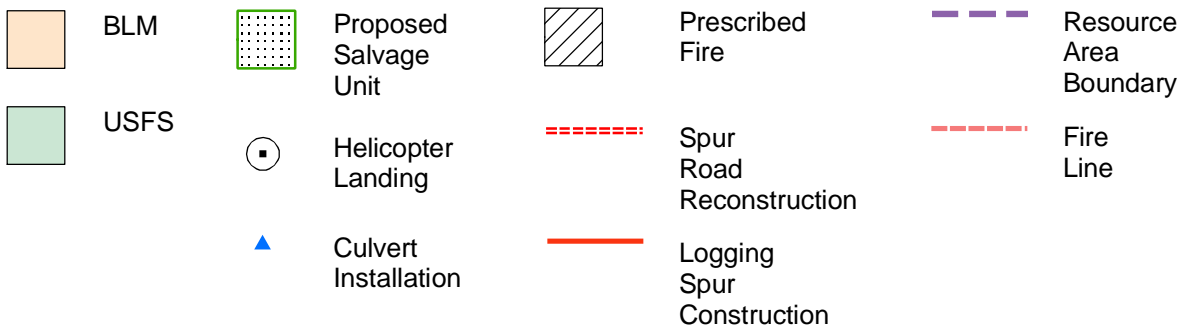 BLM
USFS
Proposed
Salvage
Unit
Helicopter
Landing
Culvert
Installation
Prescribed
Fire
Spur
Road
Reconstruction
Logging
Spur
Construction
Resource
Area
Boundary
Fire
Line